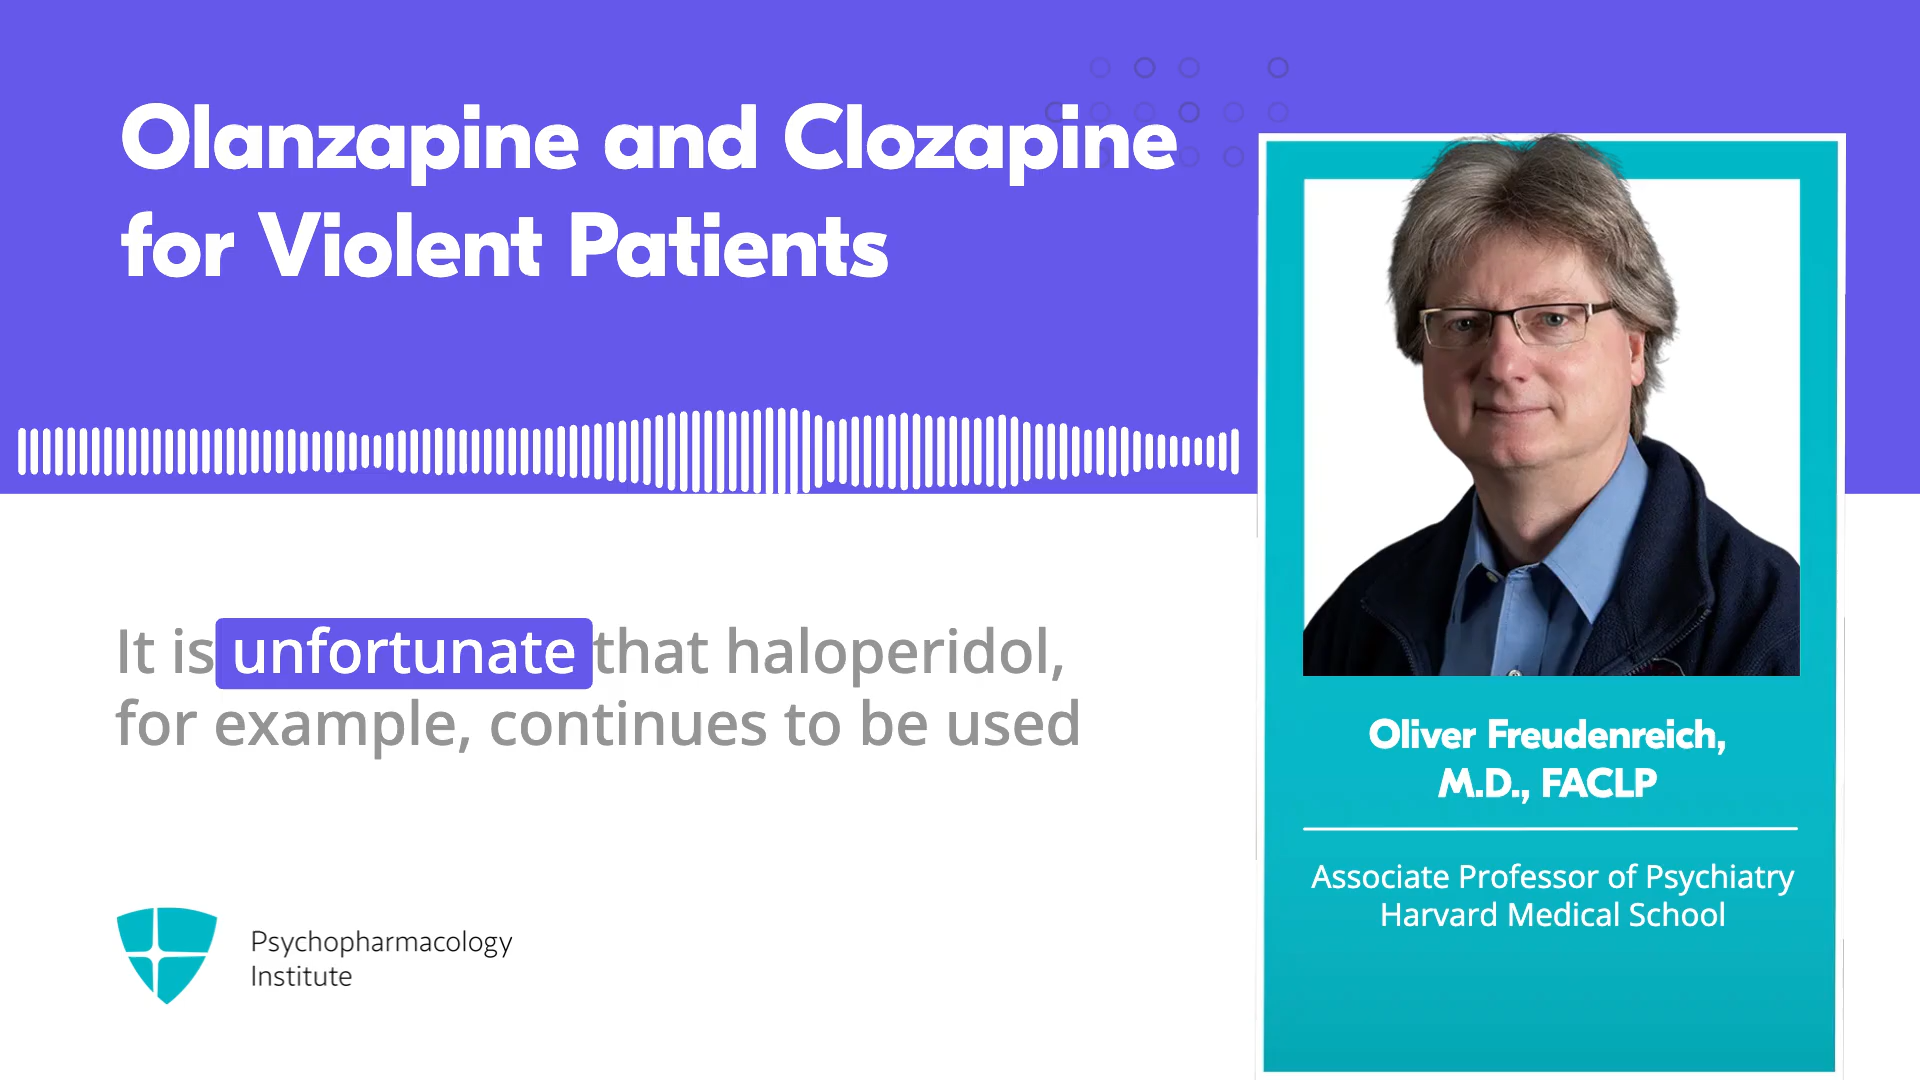 Olanzapine and Clozapine
for Violent Patients
It is unfortunate that haloperidol,
for example, continues to be used
Psychopharmacology
Institute
Oliver Freudenreich,
M.D., FACLP
Associate Professor of Psychiatry
Harvard Medical School